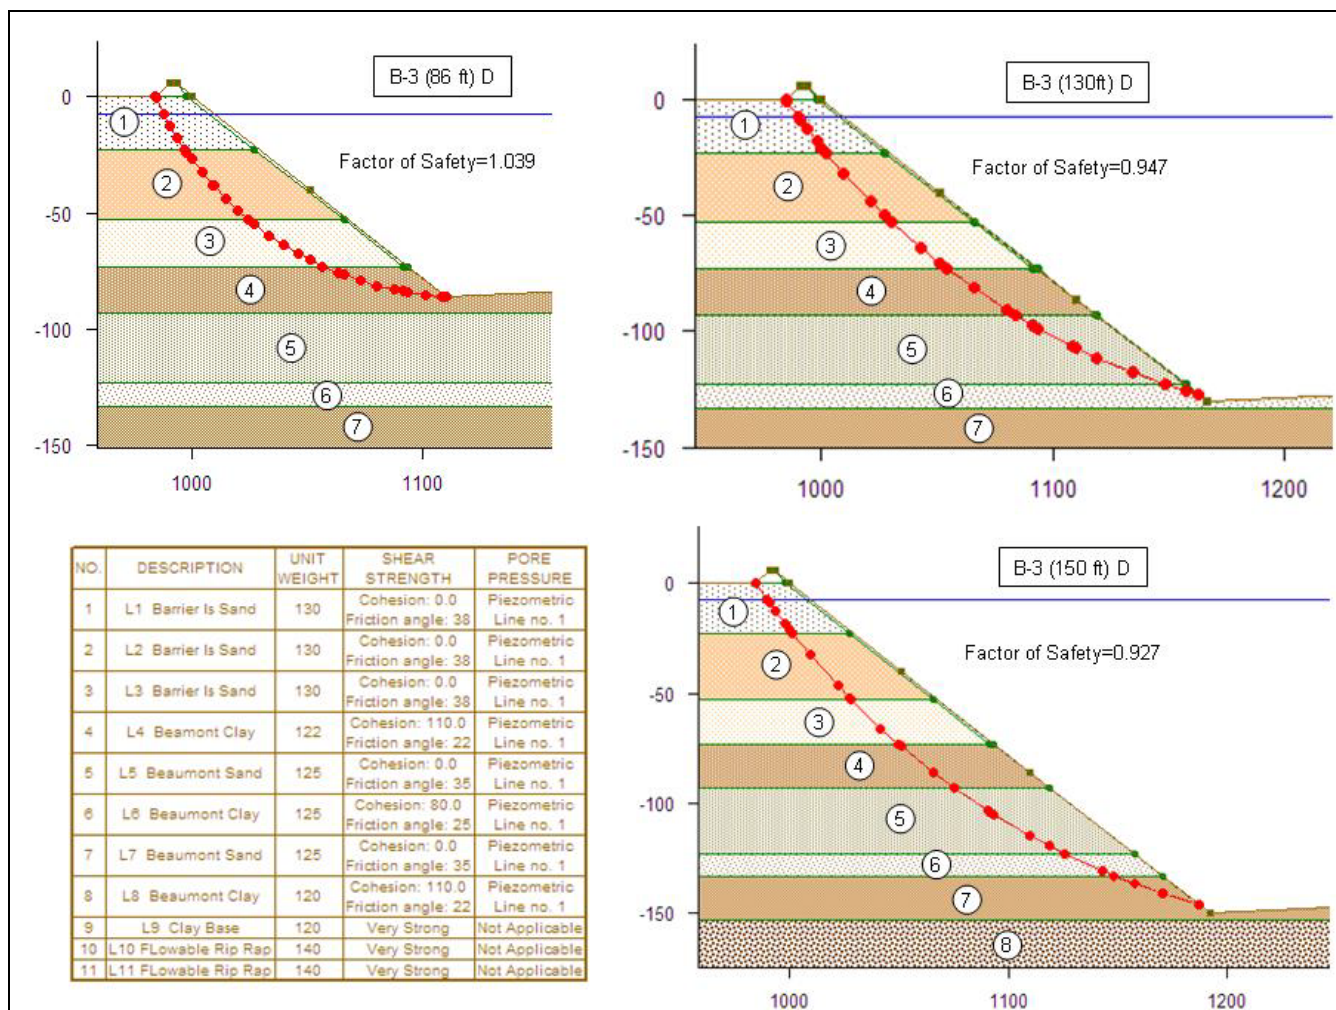 B-3 (86 ft) D
0
-50
-100
-150
Factor of Safety=1.039
1
2
3
4
5
6
7
1000
1100
B-3 (130ft) D
0
-50
-100
-150
Factor of Safety=0.947
1
2
3
4
5
6
7
1000
1100
1200
NO. DESCRIPTION UNIT WEIGHT SHEAR STRENGTH PORE PRESSURE
1 L1 Barrier Is Sand 130 Cohesion: 0.0 Friction angle: 38 Piezometric Line no. 1
2 L2 Barrier Is Sand 130 Cohesion: 0.0 Friction angle: 38 Piezometric Line no. 1
3 L3 Barrier Is Sand 130 Cohesion: 0.0 Friction angle: 38 Piezometric Line no. 1
4 L4 Beamont Clay 122 Cohesion: 110.0 Friction angle: 22 Piezometric Line no. 1
5 L5 Beaumont Sand 125 Cohesion: 0.0 Friction angle: 35 Piezometric Line no. 1
6 L6 Beaumont Clay 125 Cohesion: 80.0 Friction angle: 25 Piezometric Line no. 1
7 L7 Beaumont Sand 125 Cohesion: 0.0 Friction angle: 35 Piezometric Line no. 1
8 L8 Beaumont Clay 120 Cohesion: 110.0 Friction angle: 22 Piezometric Line no. 1
9 L9 Clay Base 120 Very Strong Not Applicable
10 L10 FLowable Rip Rap 140 Very Strong Not Applicable
11 L11 FLowable Rip Rap 140 Very Strong Not Applicable
B-3 (150 ft) D
0
-50
-100
-150
Factor of Safety=0.927
1
2
3
4
5
6
7
8
1000
1100
1200